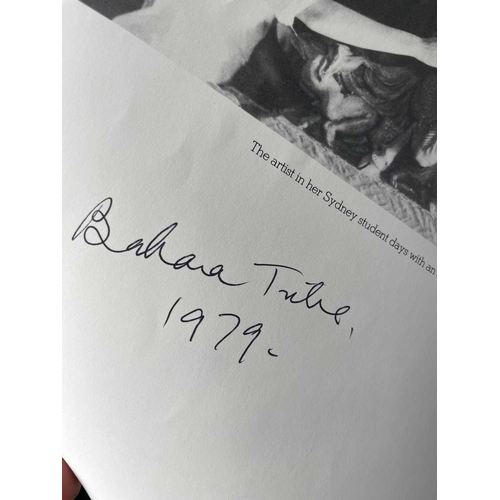 The artist in her Sydney student days with an
Barbara Tribe,
1979.